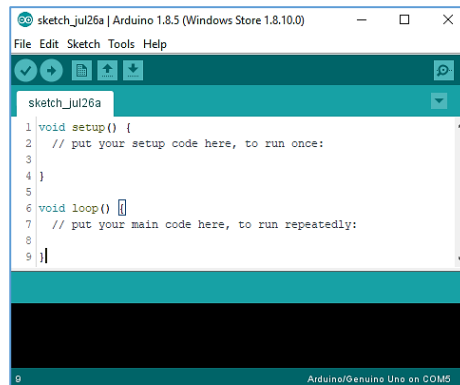 sketch_jul26a | Arduino 1.8.5 (Windows Store 1.8.10.0)
File Edit Sketch Tools Help
sketch_jul26a
1 void setup() {
2 // put your setup code here, to run once:
3
4 }
5
6 void loop() {
7 // put your main code here, to run repeatedly:
8
9 }
9 Arduino/Genuino Uno on COM5